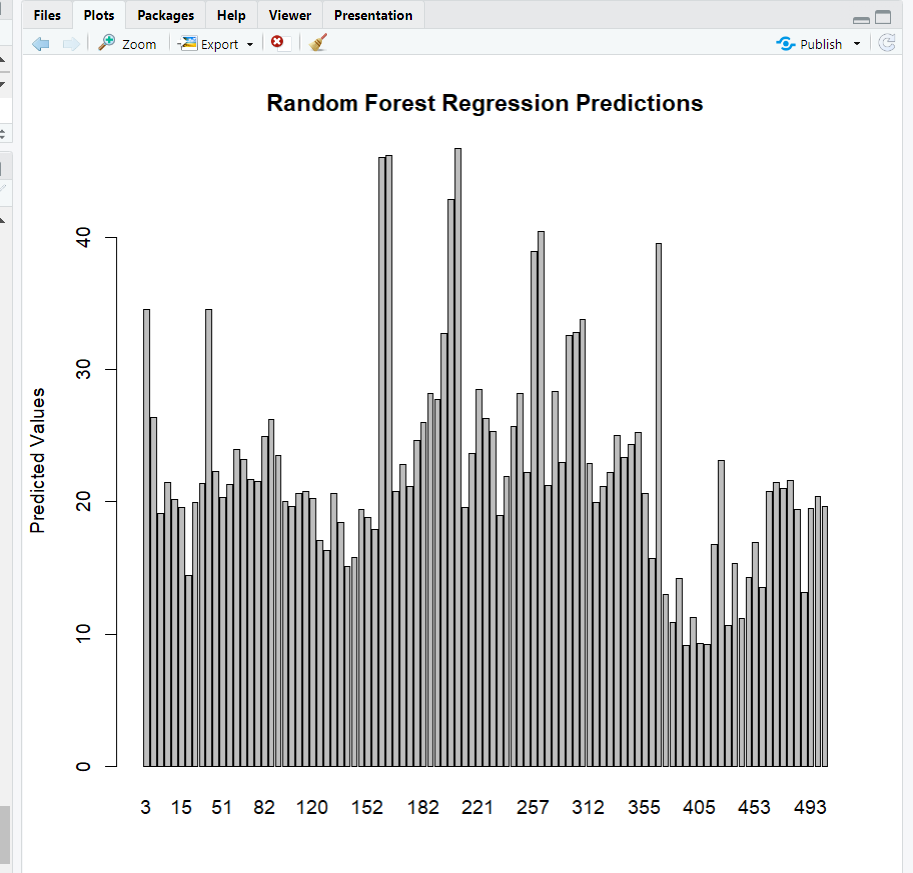 Files Plots Packages Help Viewer Presentation
Zoom Export Publish
Random Forest Regression Predictions
Predicted Values
40
30
20
10
0
3 15 51 82 120 152 182 221 257 312 355 405 453 493